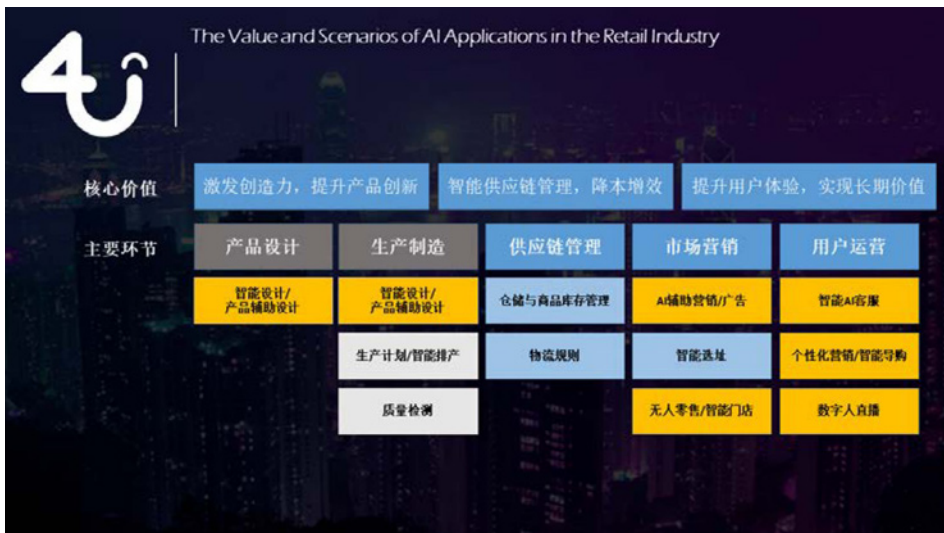 4U
The Value and Scenarios of AI Applications in the Retail Industry
核心价值
激发创造力，提升产品创新
智能供应链管理，降本增效
提升用户体验，实现长期价值
主要环节
产品设计
生产制造
供应链管理
市场营销
用户运营
智能设计/
产品辅助设计
智能设计/
产品辅助设计
仓储与商品库存管理
AI辅助营销/广告
智能AI客服
生产计划/智能排产
物流规则
智能选址
个性化营销/智能导购
质量检测
无人零售/智能门店
数字人直播